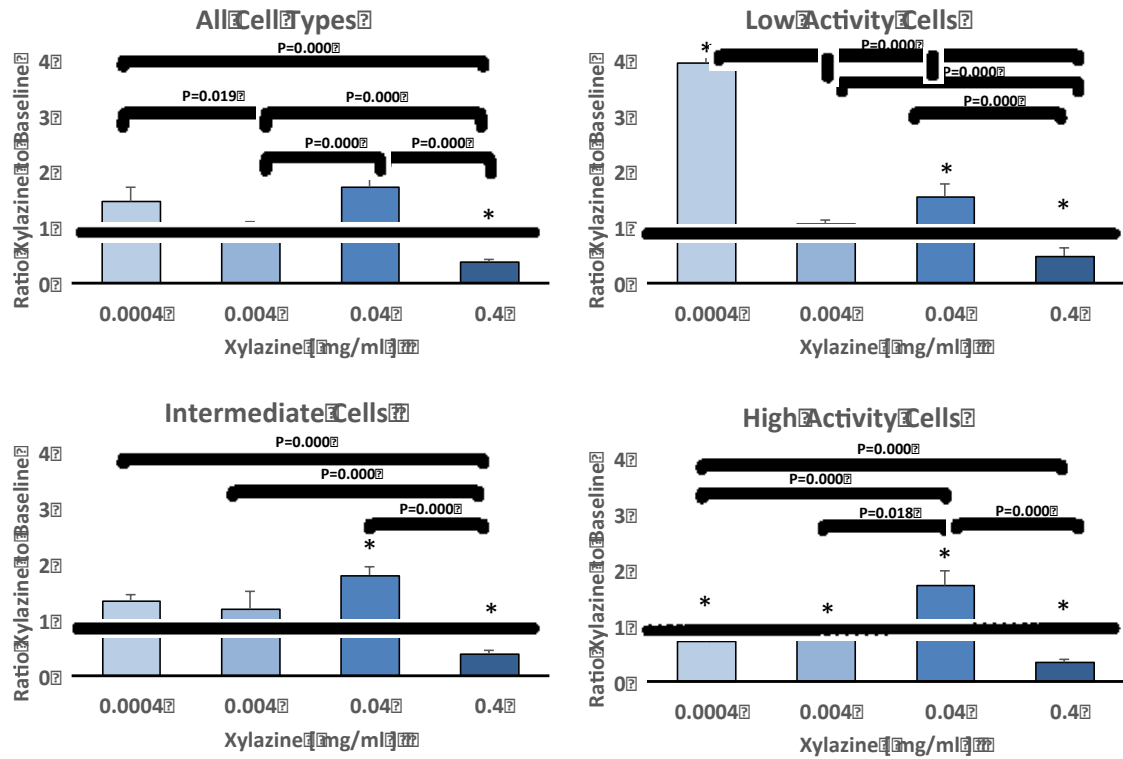 All Cell Types
P=0.000
P=0.019 P=0.000
P=0.000 P=0.000
*
Ratio Xylazine to Baseline
4
3
2
1
0
0.0004 0.004 0.04 0.4
Xylazine [mg/ml]
Low Activity Cells
P=0.000
P=0.000
P=0.000
* * *
Ratio Xylazine to Baseline
4
3
2
1
0
0.0004 0.004 0.04 0.4
Xylazine [mg/ml]
Intermediate Cells
P=0.000
P=0.000
P=0.000
* *
Ratio Xylazine to Baseline
4
3
2
1
0
0.0004 0.004 0.04 0.4
Xylazine [mg/ml]
High Activity Cells
P=0.000
P=0.000
P=0.018 P=0.000
* * * *
Ratio Xylazine to Baseline
4
3
2
1
0
0.0004 0.004 0.04 0.4
Xylazine [mg/ml]